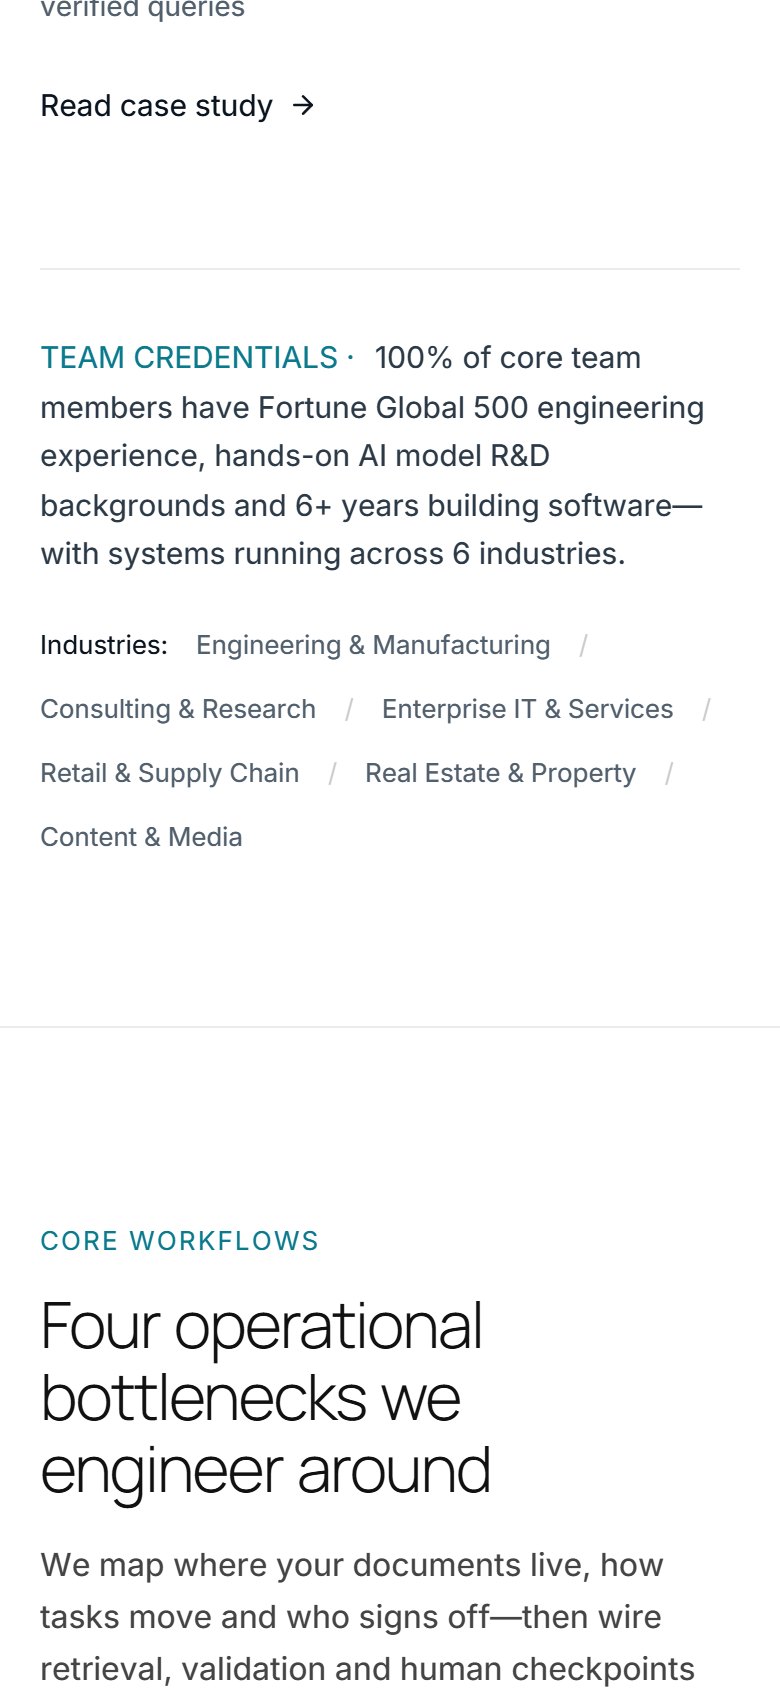 verified queries
Read case study →
TEAM CREDENTIALS · 100% of core team
members have Fortune Global 500 engineering
experience, hands-on AI model R&D
backgrounds and 6+ years building software—
with systems running across 6 industries.
Industries: Engineering & Manufacturing /
Consulting & Research / Enterprise IT & Services /
Retail & Supply Chain / Real Estate & Property /
Content & Media
CORE WORKFLOWS
Four operational
bottlenecks we
engineer around
We map where your documents live, how
tasks move and who signs off—then wire
retrieval, validation and human checkpoints